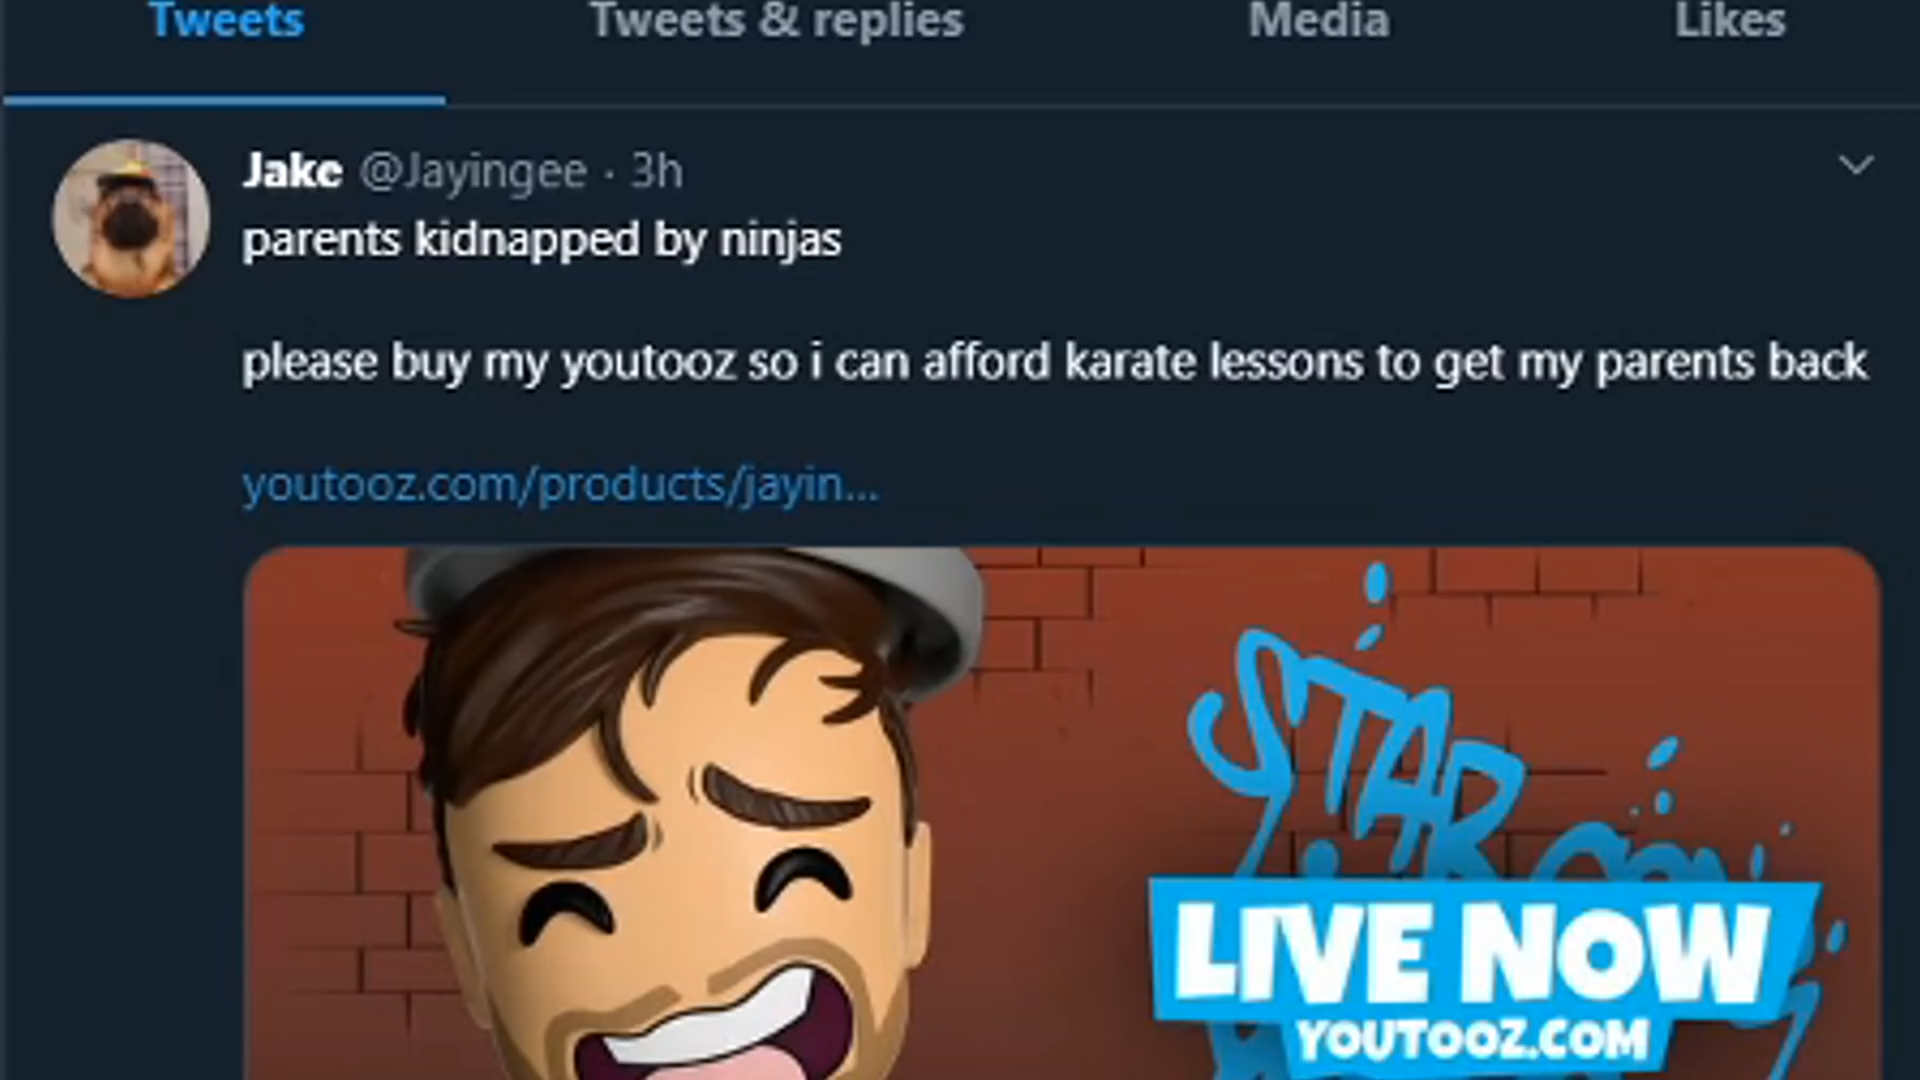 Tweets
Tweets & replies
Media
Likes
Jake @Jayingee · 3h
parents kidnapped by ninjas
please buy my youtooz so i can afford karate lessons to get my parents back
youtooz.com/products/jayin...
STAR
LIVE NOW
YOUTOOZ.COM